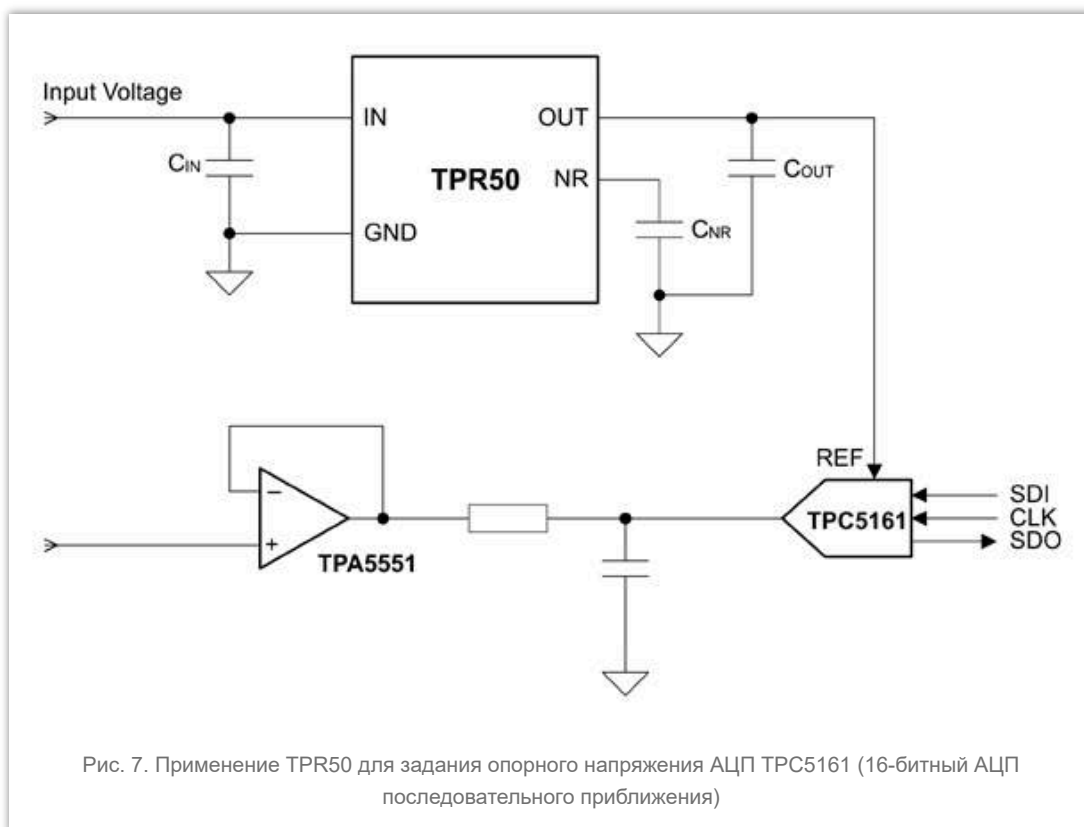 Input Voltage
IN
OUT
CIN
TPR50
NR
COUT
GND
CNR
REF
SDI
TPC5161
CLK
SDO
−
+
TPA5551
Рис. 7. Применение TPR50 для задания опорного напряжения АЦП TPC5161 (16-битный АЦП
последовательного приближения)